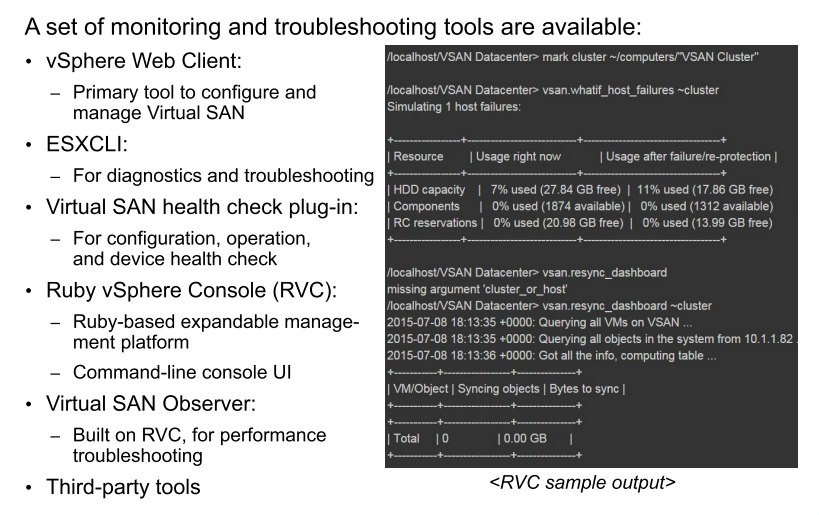 A set of monitoring and troubleshooting tools are available:
• vSphere Web Client:
– Primary tool to configure and
manage Virtual SAN
• ESXCLI:
– For diagnostics and troubleshooting
• Virtual SAN health check plug-in:
– For configuration, operation,
and device health check
• Ruby vSphere Console (RVC):
– Ruby-based expandable manage-
ment platform
– Command-line console UI
• Virtual SAN Observer:
– Built on RVC, for performance
troubleshooting
• Third-party tools
/localhost/VSAN Datacenter> mark cluster ~/computers/"VSAN Cluster"
/localhost/VSAN Datacenter> vsan.whatif_host_failures ~cluster
Simulating 1 host failures:
+-----------------+----------------------------+-----------------------------------+
| Resource | Usage right now | Usage after failure/re-protection |
+-----------------+----------------------------+-----------------------------------+
| HDD capacity | 7% used (27.84 GB free) | 11% used (17.86 GB free)
| Components | 0% used (1874 available) | 0% used (1312 available)
| RC reservations | 0% used (20.98 GB free) | 0% used (13.99 GB free)
+-----------------+----------------------------+-----------------------------------+
/localhost/VSAN Datacenter> vsan.resync_dashboard
missing argument 'cluster_or_host'
/localhost/VSAN Datacenter> vsan.resync_dashboard ~cluster
2015-07-08 18:13:35 +0000: Querying all VMs on VSAN ...
2015-07-08 18:13:35 +0000: Querying all objects in the system from 10.1.1.82 .
2015-07-08 18:13:36 +0000: Got all the info, computing table ...
+-----------+-----------------+---------------+
| VM/Object | Syncing objects | Bytes to sync |
+-----------+-----------------+---------------+
+-----------+-----------------+---------------+
| Total | 0 | 0.00 GB |
+-----------+-----------------+---------------+
<RVC sample output>